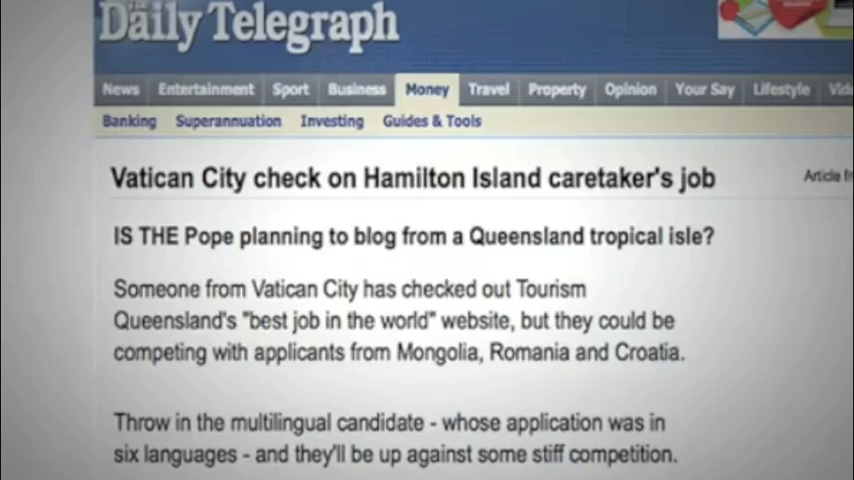 The Daily Telegraph
News Entertainment Sport Business Money Travel Property Opinion Your Say Lifestyle
Banking Superannuation Investing Guides & Tools
Vatican City check on Hamilton Island caretaker's job
Article
IS THE Pope planning to blog from a Queensland tropical isle?
Someone from Vatican City has checked out Tourism
Queensland's "best job in the world" website, but they could be
competing with applicants from Mongolia, Romania and Croatia.
Throw in the multilingual candidate - whose application was in
six languages - and they'll be up against some stiff competition.